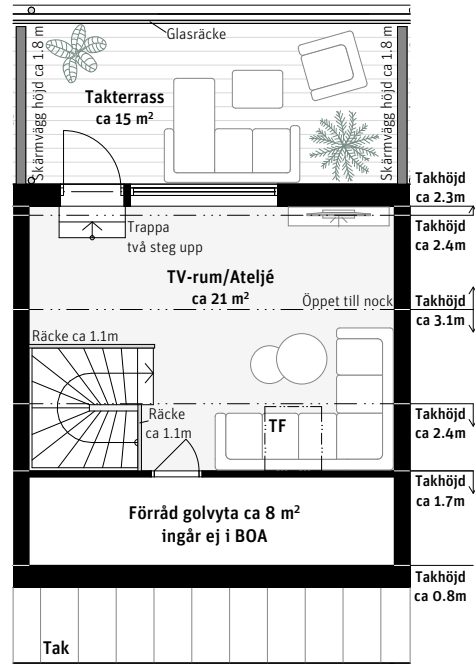 Glasräcke
Skärmvägg höjd ca 1.8 m
Skärmvägg höjd ca 1.8 m
Takterrass
ca 15 m²
Takhöjd
ca 2.3m
Trappa
två steg upp
Takhöjd
ca 2.4m
TV-rum/Ateljé
ca 21 m²
Öppet till nock
Takhöjd
ca 3.1m
Räcke ca 1.1m
Räcke
ca 1.1m
TF
Takhöjd
ca 2.4m
Takhöjd
ca 1.7m
Förråd golvyta ca 8 m²
ingår ej i BOA
Takhöjd
ca 0.8m
Tak